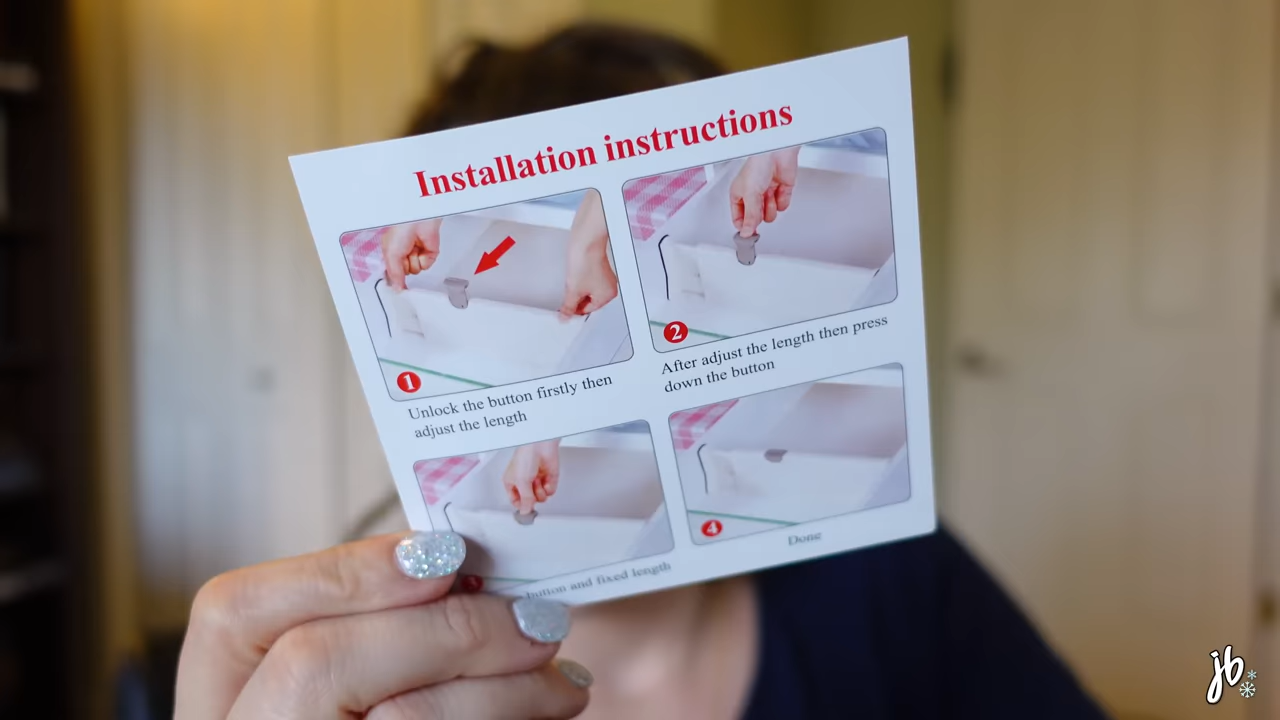 Installation instructions
1
Unlock the button firstly then
adjust the length
2
After adjust the length then press
down the button
button and fixed length
4
Done
jb